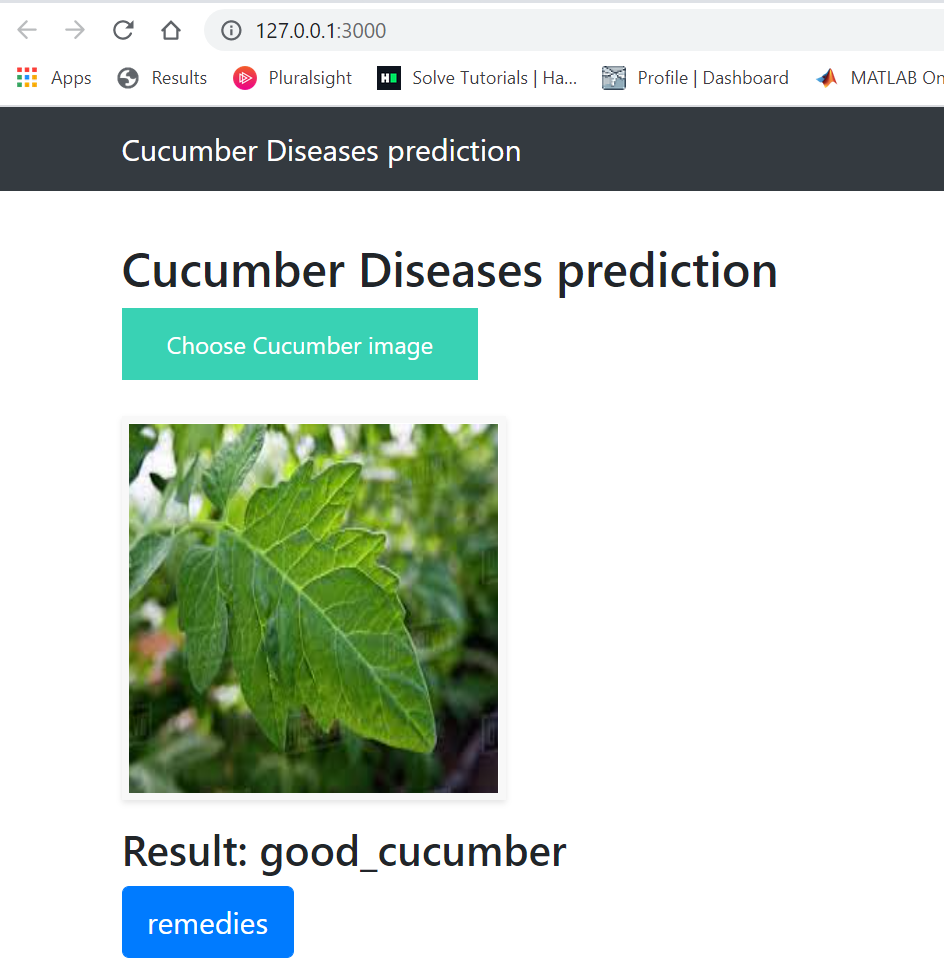 127.0.0.1:3000
Apps Results Pluralsight Solve Tutorials | Ha... Profile | Dashboard MATLAB On
Cucumber Diseases prediction
Cucumber Diseases prediction
Choose Cucumber image
Result: good_cucumber
remedies